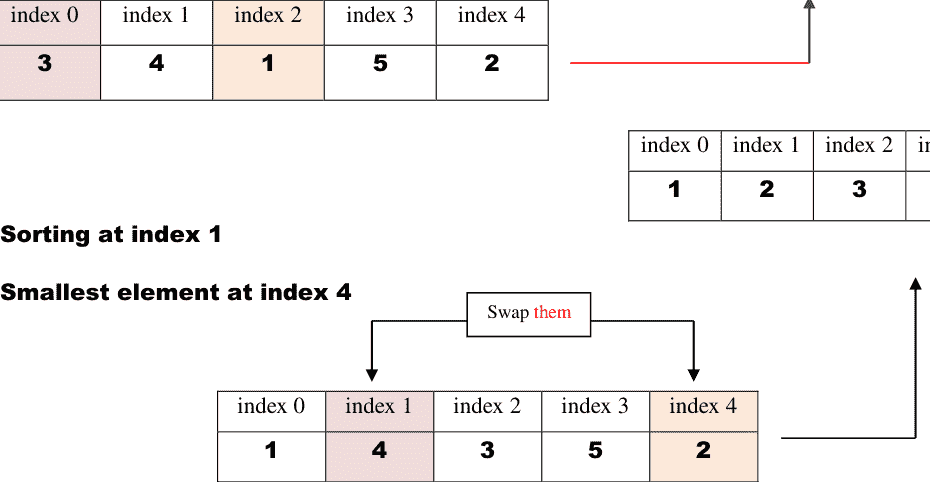 index 0 index 1 index 2 index 3 index 4
3 4 1 5 2
index 0 index 1 index 2
1 2 3
Sorting at index 1
Smallest element at index 4
Swap them
index 0 index 1 index 2 index 3 index 4
1 4 3 5 2